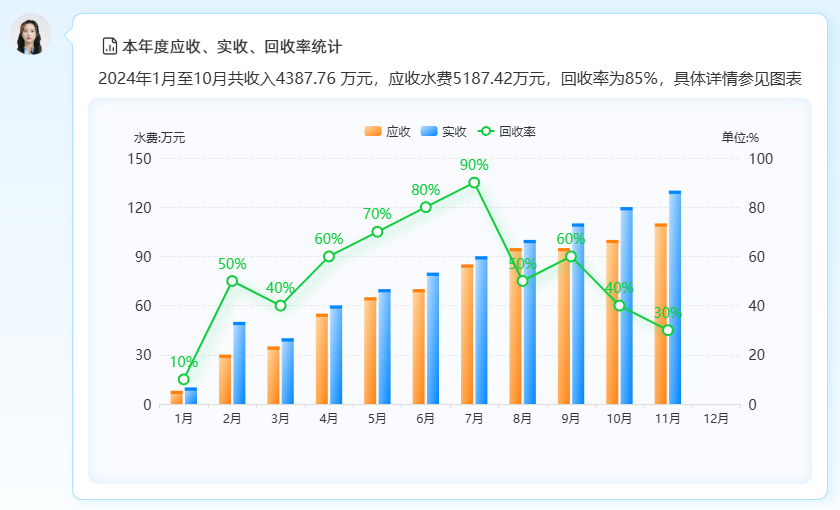 本年度应收、实收、回收率统计
2024年1月至10月共收入4387.76 万元，应收水费5187.42万元，回收率为85%，具体详情参见图表
应收 实收 回收率
水费:万元 单位:%
150 100
90%
120 80% 80
70%
90 60% 60% 60
50% 50%
60 40% 40% 40
30%
30 10% 20
0 0
1月 2月 3月 4月 5月 6月 7月 8月 9月 10月 11月 12月